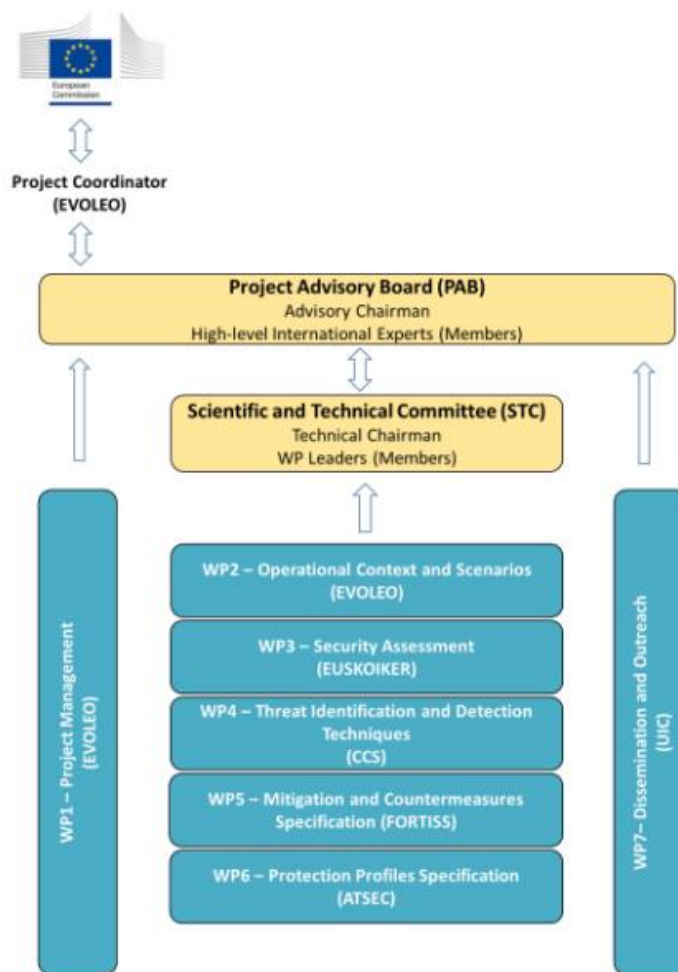 European
Commission
Project Coordinator
(EVOLEO)
Project Advisory Board (PAB)
Advisory Chairman
High-level International Experts (Members)
Scientific and Technical Committee (STC)
Technical Chairman
WP Leaders (Members)
WP1 – Project Management
(EVOLEO)
WP2 – Operational Context and Scenarios
(EVOLEO)
WP3 – Security Assessment
(EUSKOIKER)
WP4 – Threat Identification and Detection
Techniques
(CCS)
WP5 – Mitigation and Countermeasures
Specification (FORTISS)
WP6 – Protection Profiles Specification
(ATSEC)
WP7– Dissemination and Outreach
(UIC)